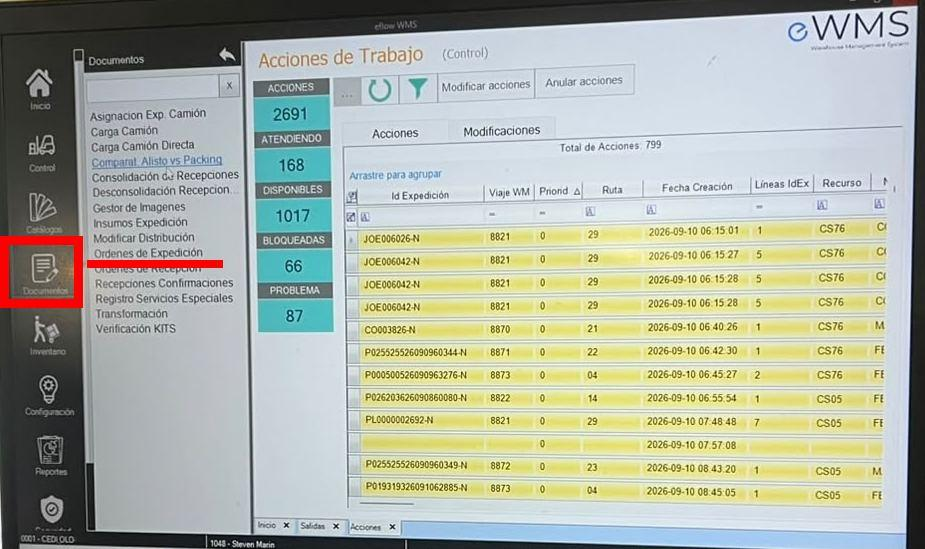 eflow WMS
eWMS
Warehouse Management System
Inicio
Control
Catálogos
Documentos
Inventario
Configuración
Reportes
Documentos
X
Asignacion Exp. Camión
Carga Camión
Carga Camión Directa
Comparat. Alisto vs Packing
Consolidación de Recepciones
Desconsolidación Recepcion...
Gestor de Imagenes
Insumos Expedición
Modificar Distribución
Ordenes de Expedición
Ordenes de Recepción
Recepciones Confirmaciones
Registro Servicios Especiales
Transformación
Verificación KITS
Acciones de Trabajo (Control)
ACCIONES
2691
ATENDIENDO
168
DISPONIBLES
1017
BLOQUEADAS
66
PROBLEMA
87
... Modificar acciones Anular acciones
Acciones Modificaciones
Total de Acciones: 799
Arrastre para agrupar
Id Expedición Viaje WM Priorid Ruta Fecha Creación Líneas IdEx Recurso
JOE006026-N 8821 0 29 2026-09-10 06:15:01 1 CS76
JOE006042-N 8821 0 29 2026-09-10 06:15:27 5 CS76
JOE006042-N 8821 0 29 2026-09-10 06:15:28 5 CS76
JOE006042-N 8821 0 29 2026-09-10 06:15:28 5 CS76
CO003826-N 8870 0 21 2026-09-10 06:40:26 1 CS76
P025525526090960344-N 8871 0 22 2026-09-10 06:42:30 1 CS76
P000500526090963276-N 8873 0 04 2026-09-10 06:45:27 2 CS76
P026203626090860080-N 8822 0 14 2026-09-10 06:55:54 1 CS05
PL0000002692-N 8821 0 29 2026-09-10 07:48:48 7 CS05
0 2026-09-10 07:57:08
P025525526090960349-N 8872 0 23 2026-09-10 08:43:20 1 CS05
P019319326091062885-N 8873 0 04 2026-09-10 08:45:05 1 CS05
Inicio X Salidas X Acciones X
0001 - CEDI OLO 1048 - Steven Marin